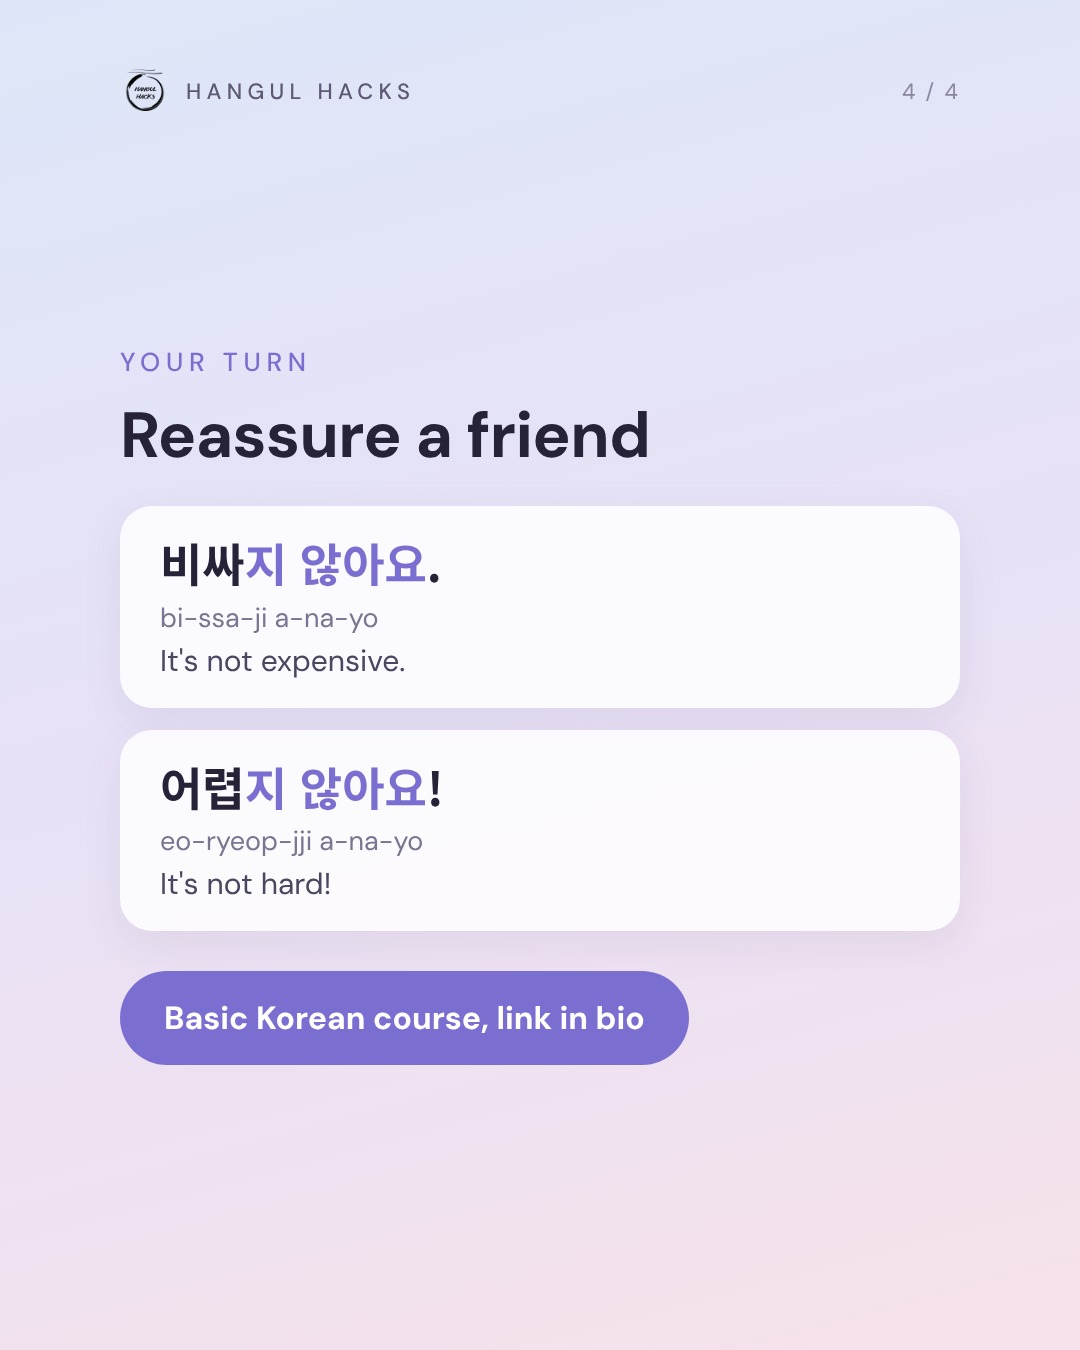 HANGUL HACKS
HANGUL HACKS
4 / 4
YOUR TURN
Reassure a friend
비싸지 않아요.
bi-ssa-ji a-na-yo
It's not expensive.
어렵지 않아요!
eo-ryeop-jji a-na-yo
It's not hard!
Basic Korean course, link in bio